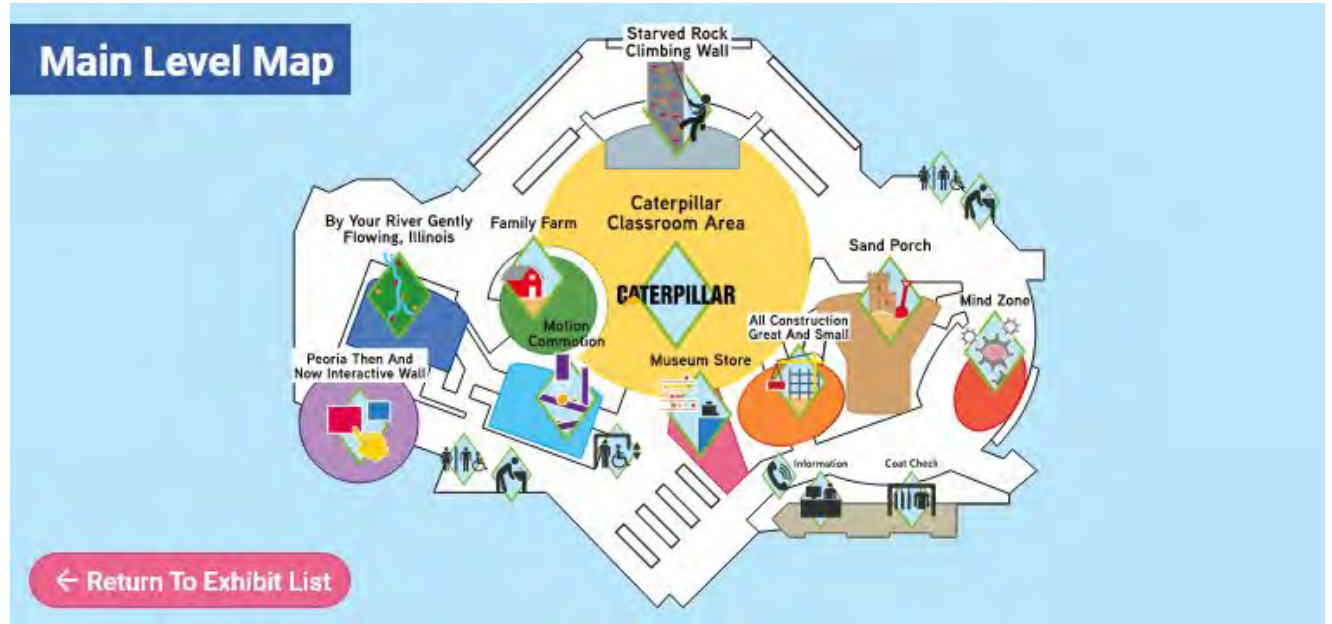 Main Level Map
Starved Rock
Climbing Wall
Caterpillar
Classroom Area
By Your River Gently
Flowing, Illinois
Family Farm
Sand Porch
CATERPILLAR
Mind Zone
All Construction
Great And Small
Motion
Commotion
Peoria Then And
Now Interactive Wall
Museum Store
Information
Coat Check
← Return To Exhibit List